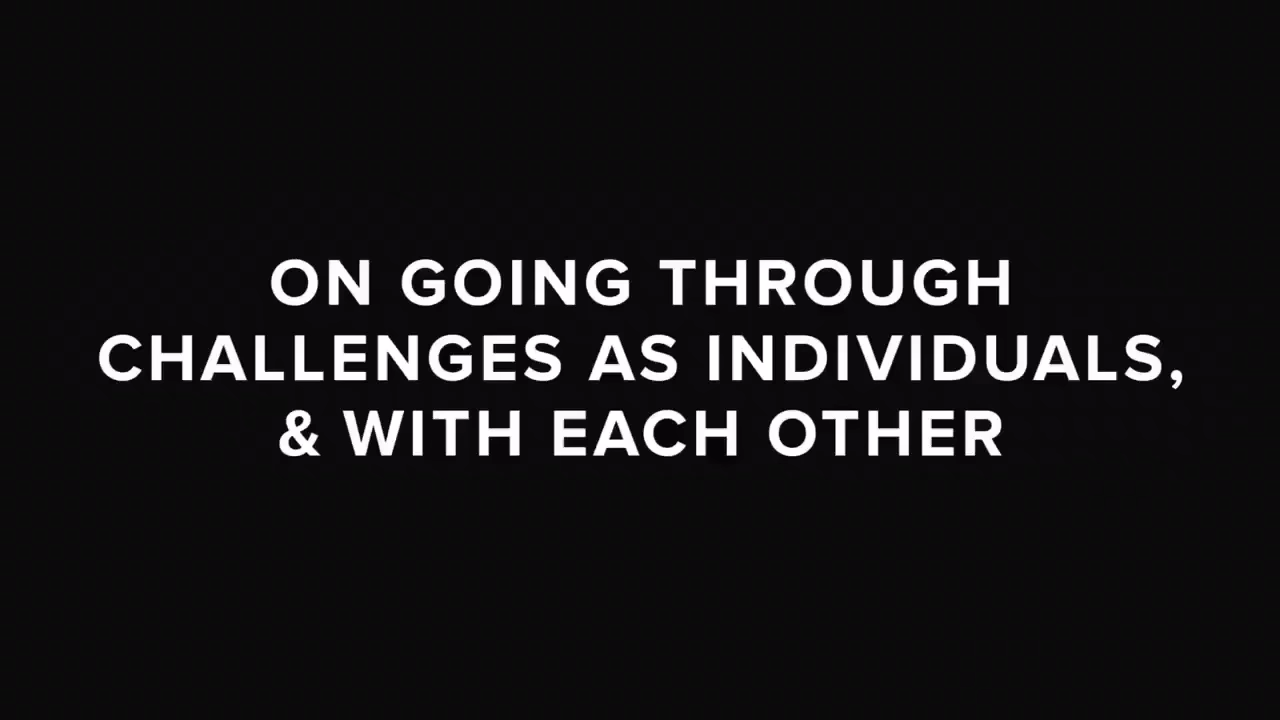 ON GOING THROUGH
CHALLENGES AS INDIVIDUALS,
& WITH EACH OTHER